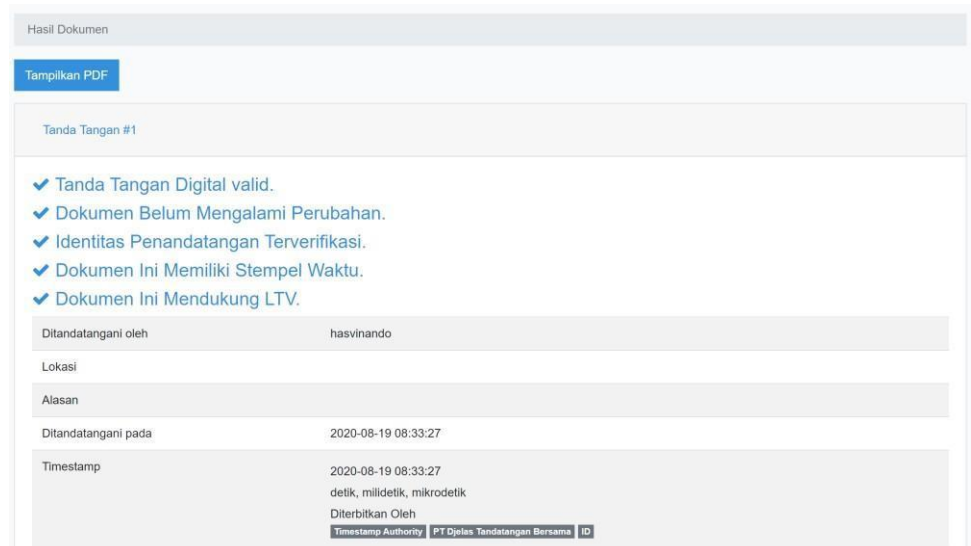 Hasil Dokumen
Tampilkan PDF
Tanda Tangan #1
Tanda Tangan Digital valid.
Dokumen Belum Mengalami Perubahan.
Identitas Penandatangan Terverifikasi.
Dokumen Ini Memiliki Stempel Waktu.
Dokumen Ini Mendukung LTV.
Ditandatangani oleh hasvinando
Lokasi
Alasan
Ditandatangani pada 2020-08-19 08:33:27
Timestamp 2020-08-19 08:33:27
detik, milidetik, mikrodetik
Diterbitkan Oleh
Timestamp Authority PT Djelas Tandatangan Bersama ID